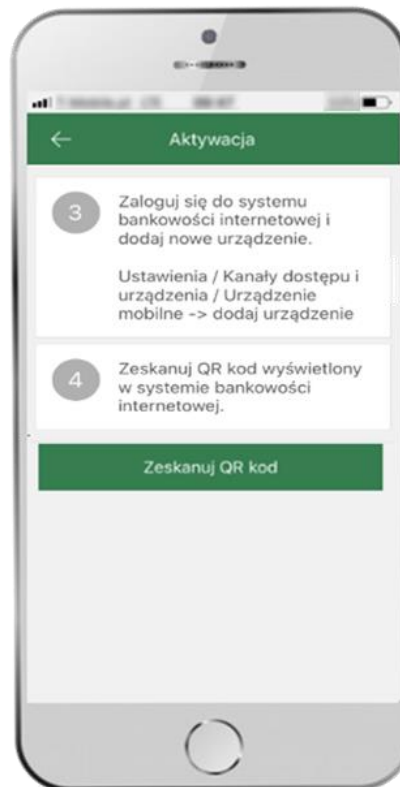 Aktywacja
3
Zaloguj się do systemu
bankowości internetowej i
dodaj nowe urządzenie.
Ustawienia / Kanały dostępu i
urządzenia / Urządzenie
mobilne -> dodaj urządzenie
4
Zeskanuj QR kod wyświetlony
w systemie bankowości
internetowej.
Zeskanuj QR kod